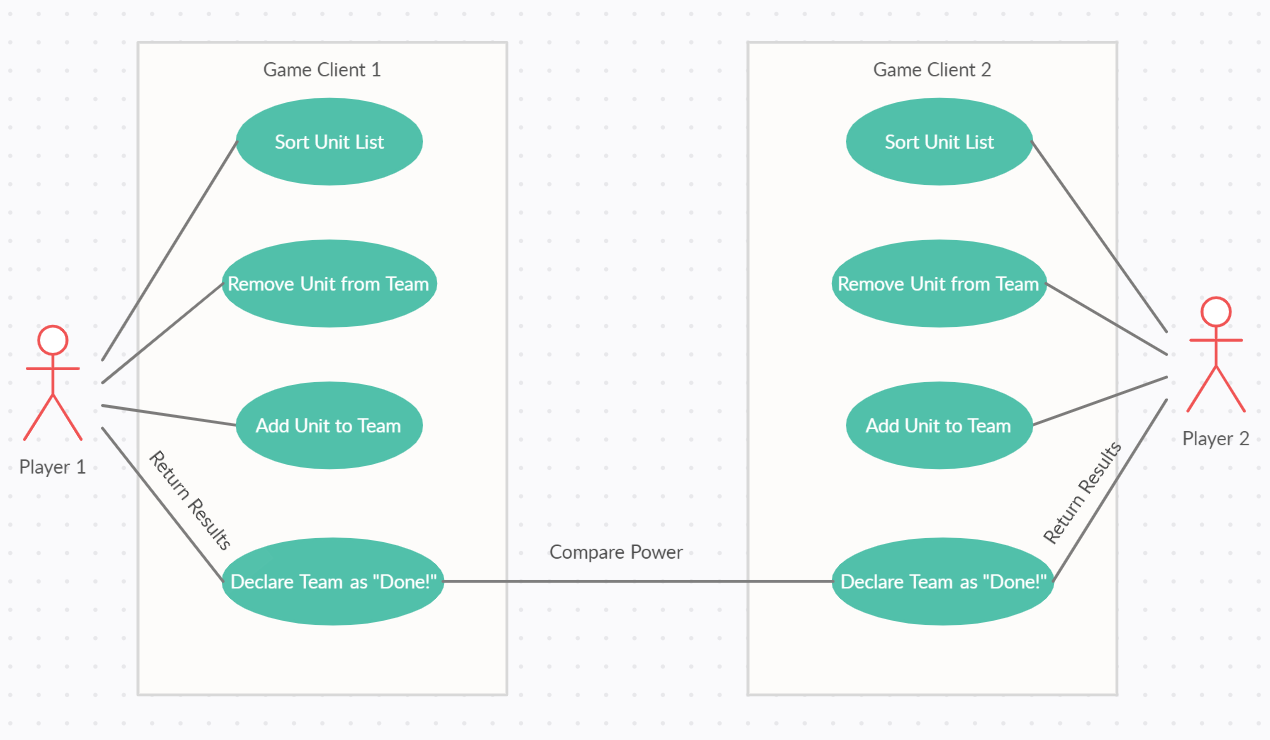 Game Client 1
Sort Unit List
Remove Unit from Team
Add Unit to Team
Declare Team as "Done!"
Player 1
Return Results
Compare Power
Game Client 2
Sort Unit List
Remove Unit from Team
Add Unit to Team
Declare Team as "Done!"
Return Results
Player 2